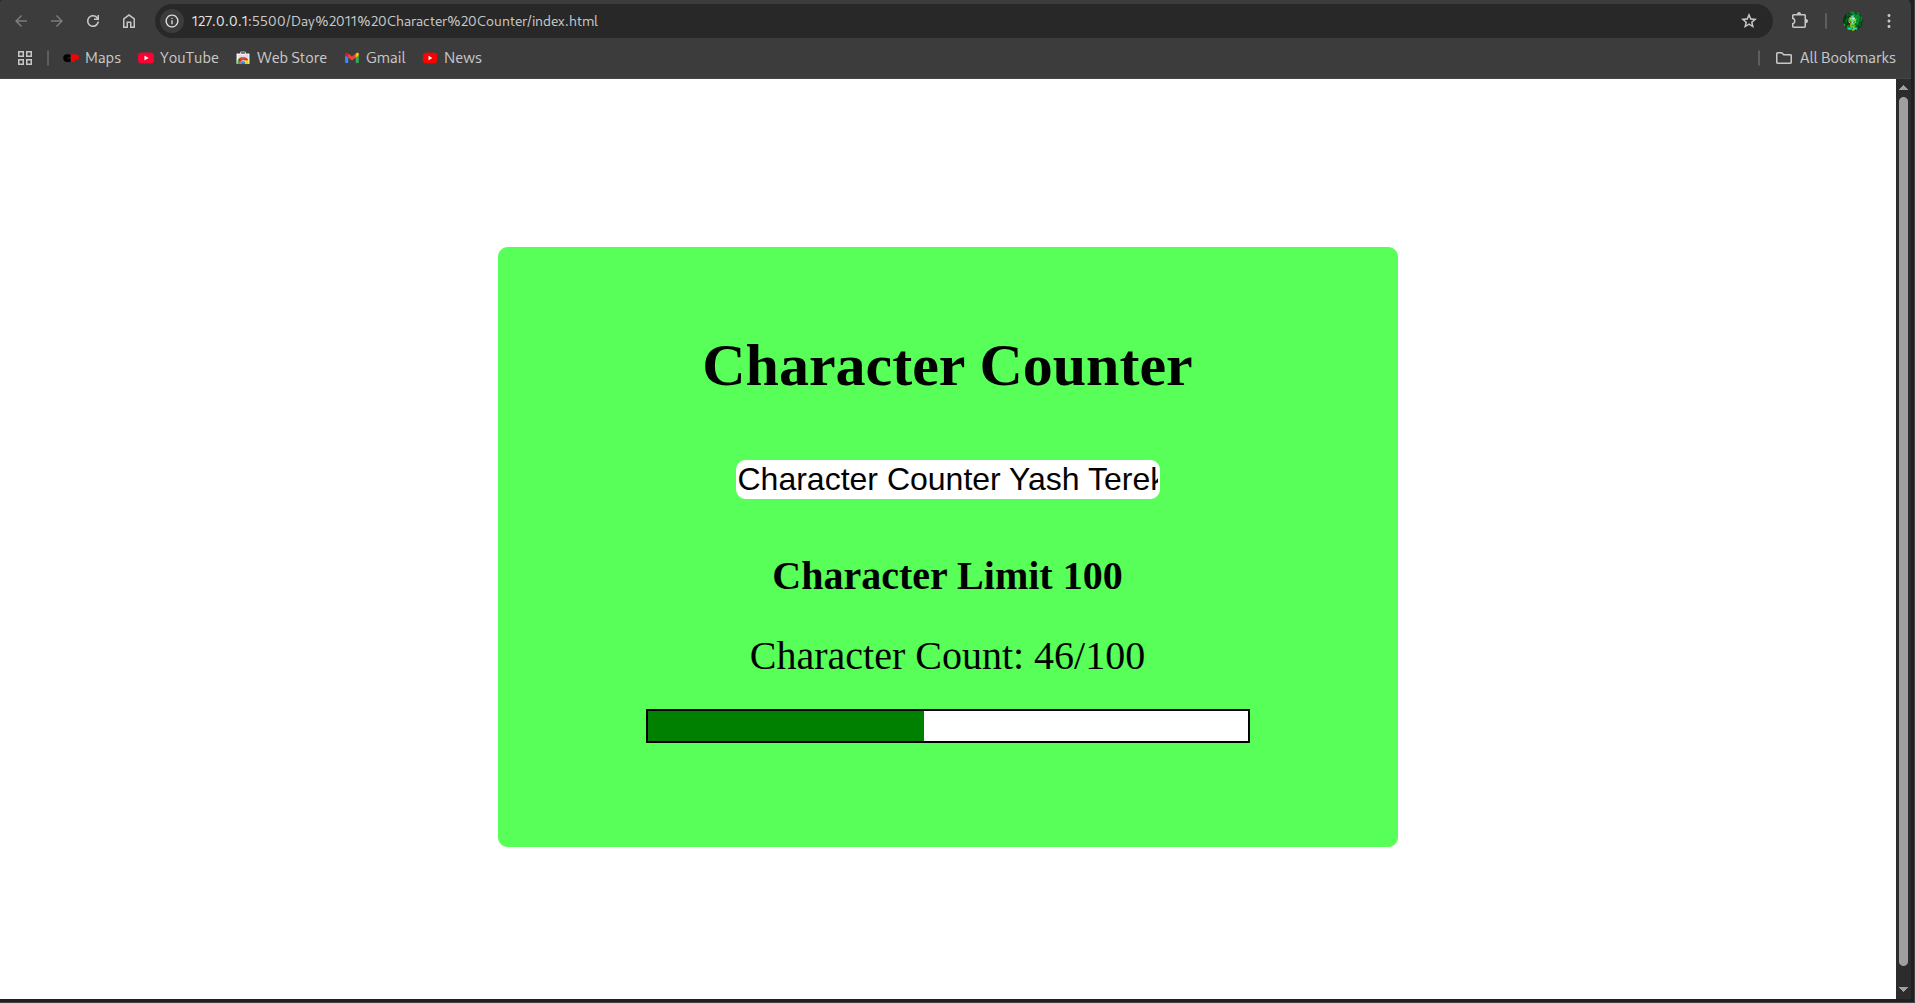 127.0.0.1:5500/Day%2011%20Character%20Counter/index.html
Maps YouTube Web Store Gmail News All Bookmarks
Character Counter
Character Counter Yash Terek
Character Limit 100
Character Count: 46/100